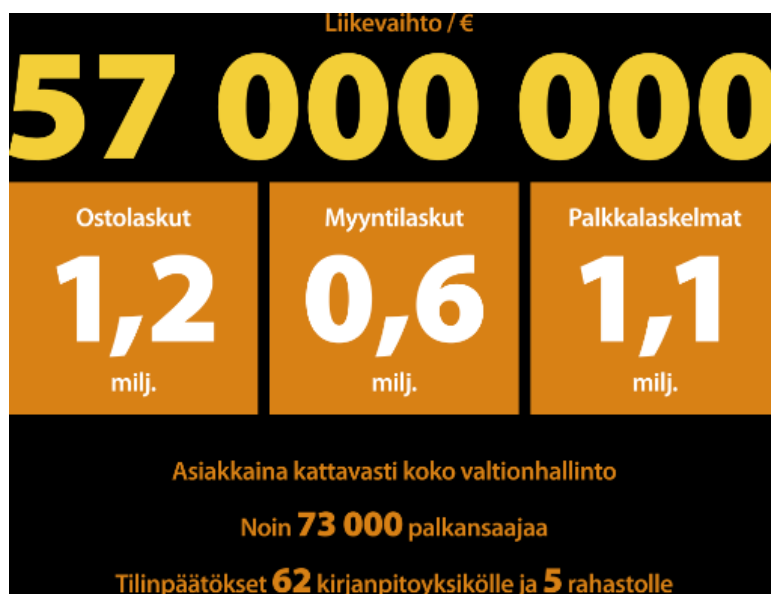 Liikevaihto / €
57 000 000
Ostolaskut
1,2
milj.
Myyntilaskut
0,6
milj.
Palkkalaskelmat
1,1
milj.
Asiakkaina kattavasti koko valtionhallinto
Noin 73 000 palkansaajaa
Tilinpäätökset 62 kirjanpitoyksikölle ja 5 rahastolle